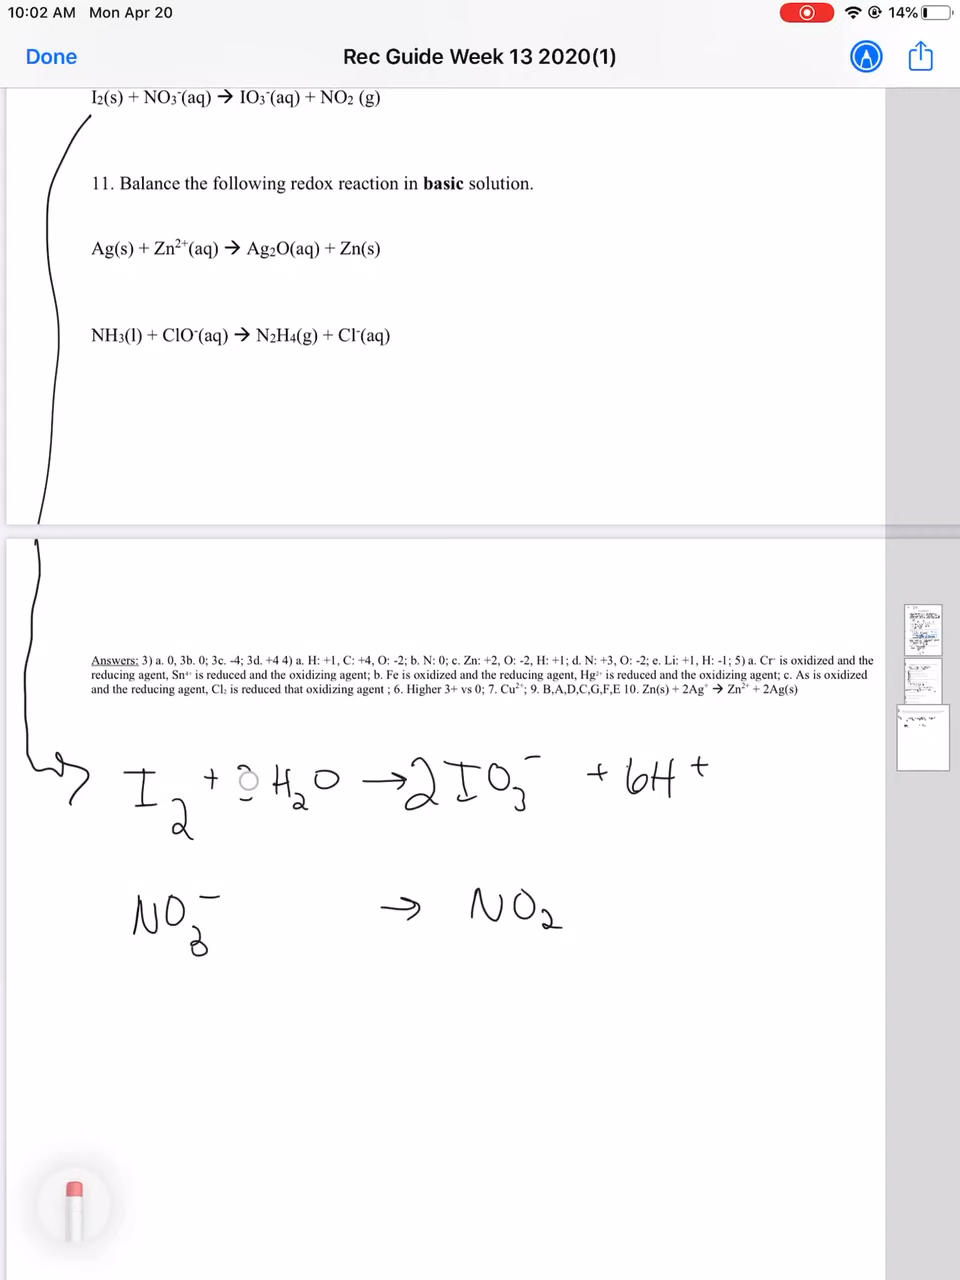 10:02 AM Mon Apr 20 14%
Done Rec Guide Week 13 2020(1)
I₂(s) + NO₃⁻(aq) → IO₃⁻(aq) + NO₂ (g)
11. Balance the following redox reaction in basic solution.
Ag(s) + Zn²⁺(aq) → Ag₂O(aq) + Zn(s)
NH₃(l) + ClO⁻(aq) → N₂H₄(g) + Cl⁻(aq)
Answers: 3) a. 0, 3b. 0; 3c. -4; 3d. +4 4) a. H: +1, C: +4, O: -2; b. N: 0; c. Zn: +2, O: -2, H: +1; d. N: +3, O: -2; e. Li: +1, H: -1; 5) a. Cr is oxidized and the
reducing agent, Sn⁴⁺ is reduced and the oxidizing agent; b. Fe is oxidized and the reducing agent, Hg²⁺ is reduced and the oxidizing agent; c. As is oxidized
and the reducing agent, Cl₂ is reduced that oxidizing agent ; 6. Higher 3+ vs 0; 7. Cu²⁺; 9. B,A,D,C,G,F,E 10. Zn(s) + 2Ag⁺ → Zn²⁺ + 2Ag(s)
I₂ + H₂O → 2IO₃⁻ + 6H⁺
NO₃⁻ → NO₂